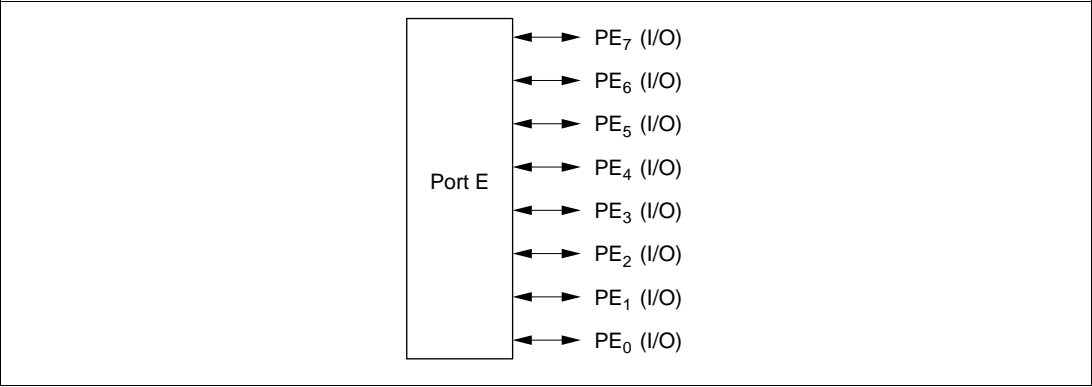 PE₇ (I/O)
PE₆ (I/O)
PE₅ (I/O)
PE₄ (I/O)
Port E
PE₃ (I/O)
PE₂ (I/O)
PE₁ (I/O)
PE₀ (I/O)